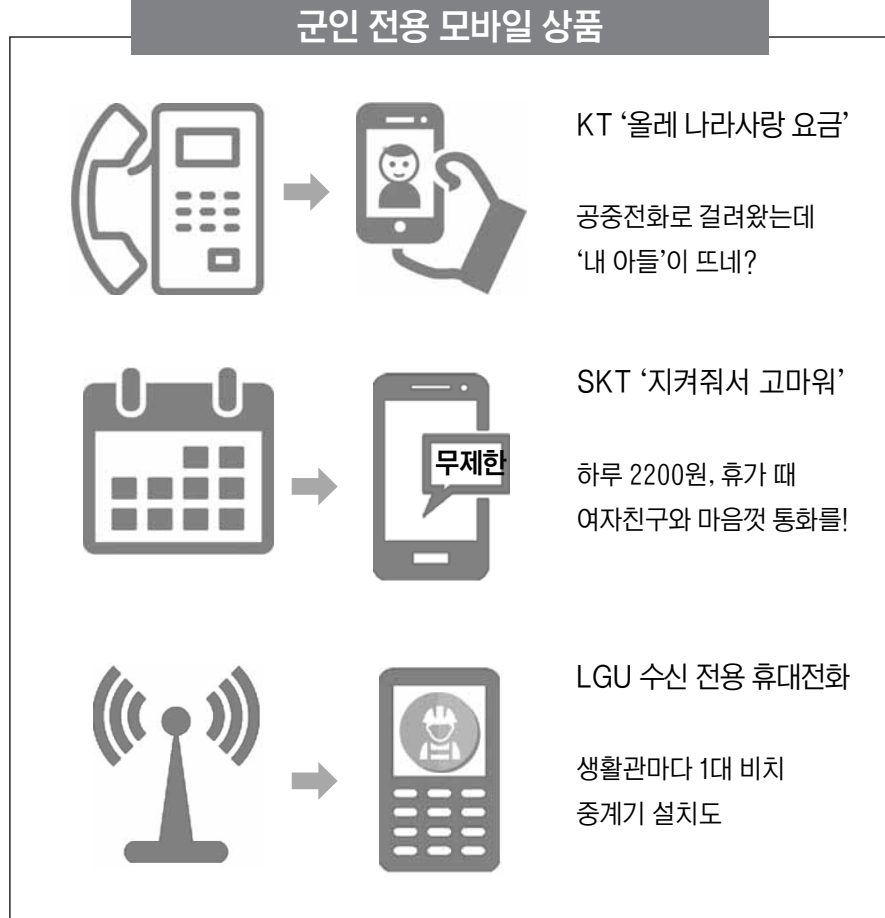 군인 전용 모바일 상품
KT ‘올레 나라사랑 요금’
공중전화로 걸려왔는데
‘내 아들’이 뜨네?
SKT ‘지켜줘서 고마워’
무제한
하루 2200원, 휴가 때
여자친구와 마음껏 통화를!
LGU 수신 전용 휴대전화
생활관마다 1대 비치
중계기 설치도